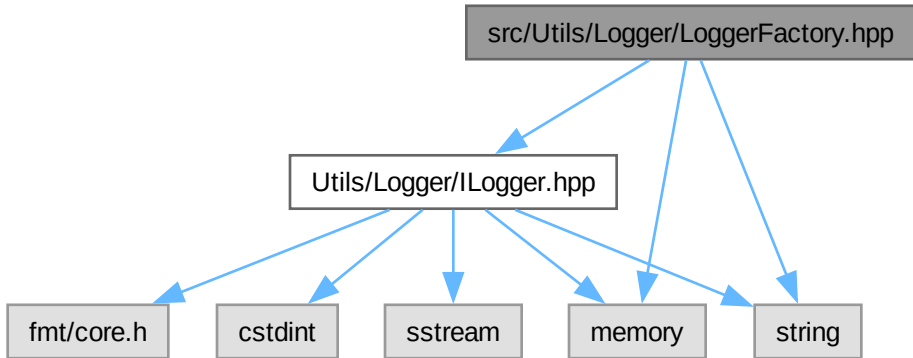 src/Utils/Logger/LoggerFactory.hpp
Utils/Logger/ILogger.hpp
fmt/core.h
cstdint
sstream
memory
string